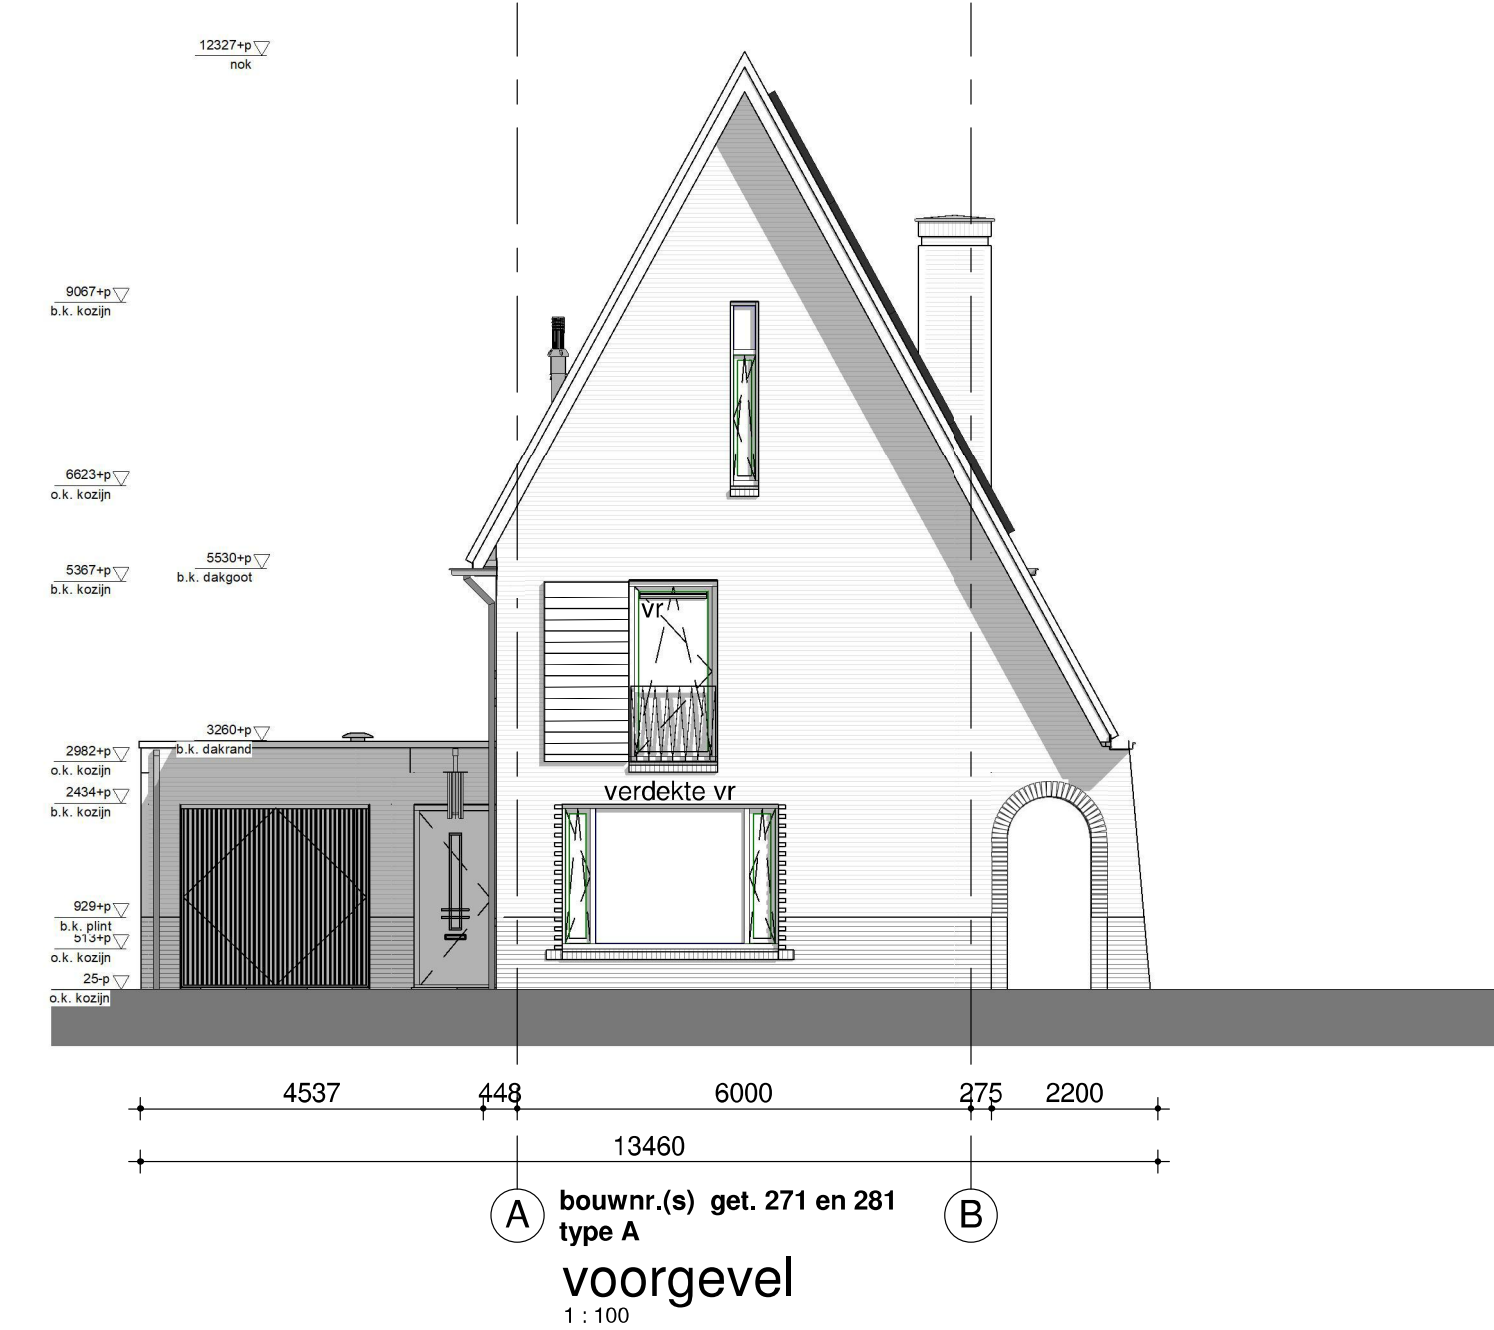 12327+p
nok
9067+p
b.k. kozijn
6623+p
o.k. kozijn
5530+p
b.k. dakgoot
5367+p
b.k. kozijn
vr
3260+p
b.k. dakrand
2982+p
o.k. kozijn
2434+p
b.k. kozijn
verdekte vr
929+p
b.k. plint
513+p
o.k. kozijn
25-p
o.k. kozijn
4537 448 6000 275 2200
13460
A B
bouwnr.(s) get. 271 en 281
type A
voorgevel
1 : 100